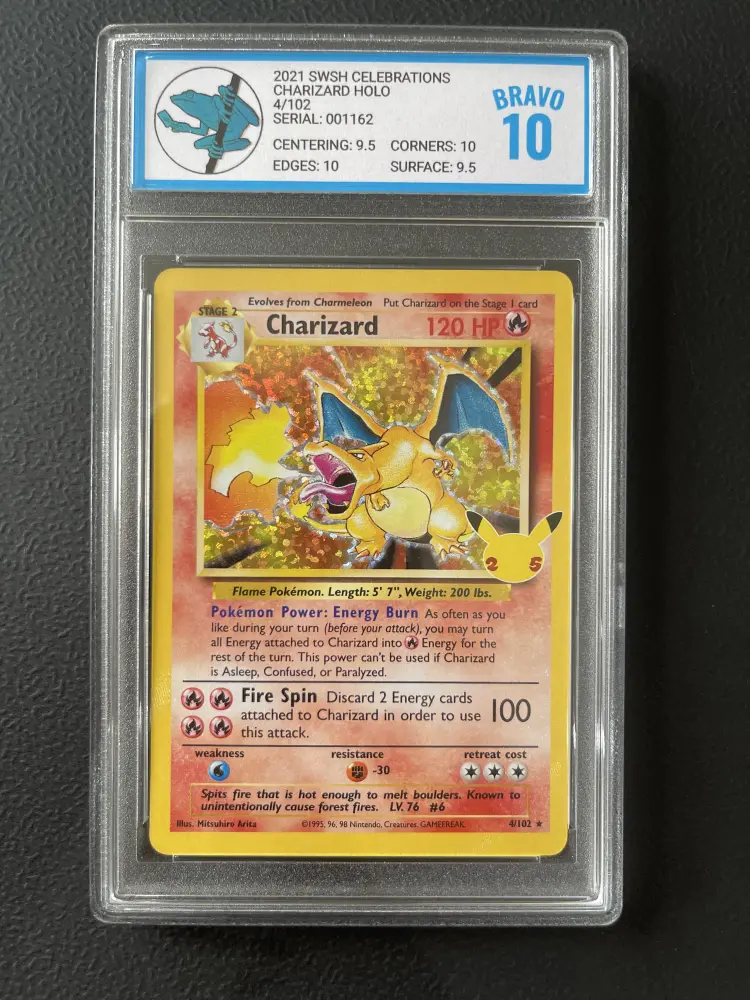 2021 SWSH CELEBRATIONS
CHARIZARD HOLO
4/102
SERIAL: 001162
CENTERING: 9.5 CORNERS: 10
EDGES: 10 SURFACE: 9.5
BRAVO
10
Evolves from Charmeleon Put Charizard on the Stage 1 card
STAGE 2
Charizard 120 HP
25
Flame Pokémon. Length: 5' 7", Weight: 200 lbs.
Pokémon Power: Energy Burn As often as you
like during your turn (before your attack), you may turn
all Energy attached to Charizard into Energy for the
rest of the turn. This power can't be used if Charizard
is Asleep, Confused, or Paralyzed.
Fire Spin Discard 2 Energy cards
attached to Charizard in order to use 100
this attack.
weakness resistance retreat cost
-30
Spits fire that is hot enough to melt boulders. Known to
unintentionally cause forest fires. LV. 76 #6
Illus. Mitsuhiro Arita ©1995, 96, 98 Nintendo, Creatures, GAMEFREAK. 4/102 ★